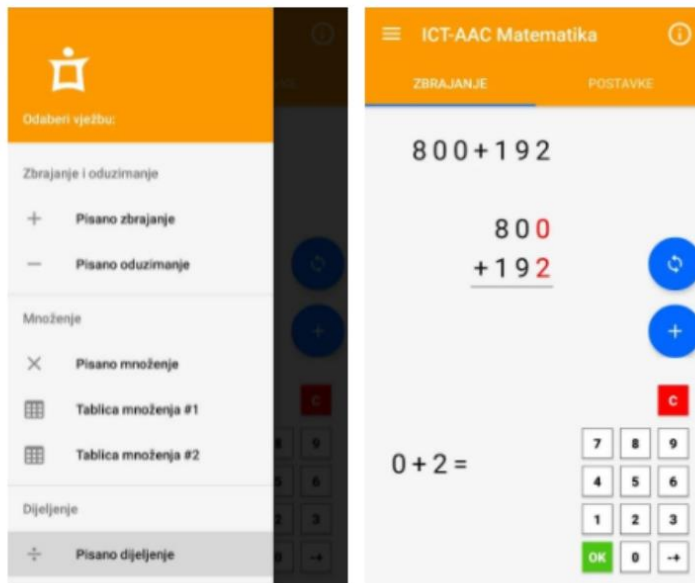 Odaberi vježbu:
Zbrajanje i oduzimanje
+ Pisano zbrajanje
− Pisano oduzimanje
Množenje
× Pisano množenje
Tablica množenja #1
Tablica množenja #2
Dijeljenje
÷ Pisano dijeljenje
ICT-AAC Matematika
ZBRAJANJE POSTAVKE
800+192
800
+192
+
C
7 8 9
0+2=
4 5 6
1 2 3
OK 0 -+